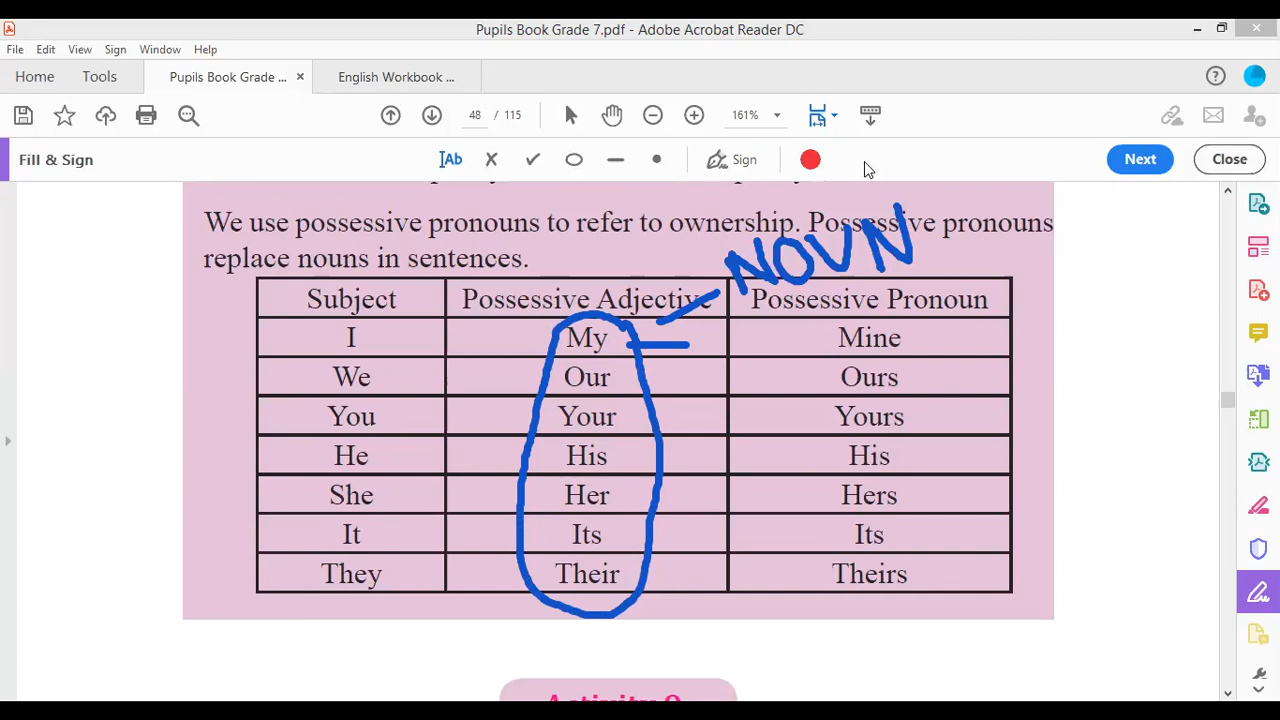 Pupils Book Grade 7.pdf - Adobe Acrobat Reader DC
File Edit View Sign Window Help
Home Tools Pupils Book Grade ... × English Workbook ...
48 / 115 161%
Fill & Sign Ab Sign Next Close
We use possessive pronouns to refer to ownership. Possessive pronouns
replace nouns in sentences.
NOUN
Subject Possessive Adjective Possessive Pronoun
I My Mine
We Our Ours
You Your Yours
He His His
She Her Hers
It Its Its
They Their Theirs